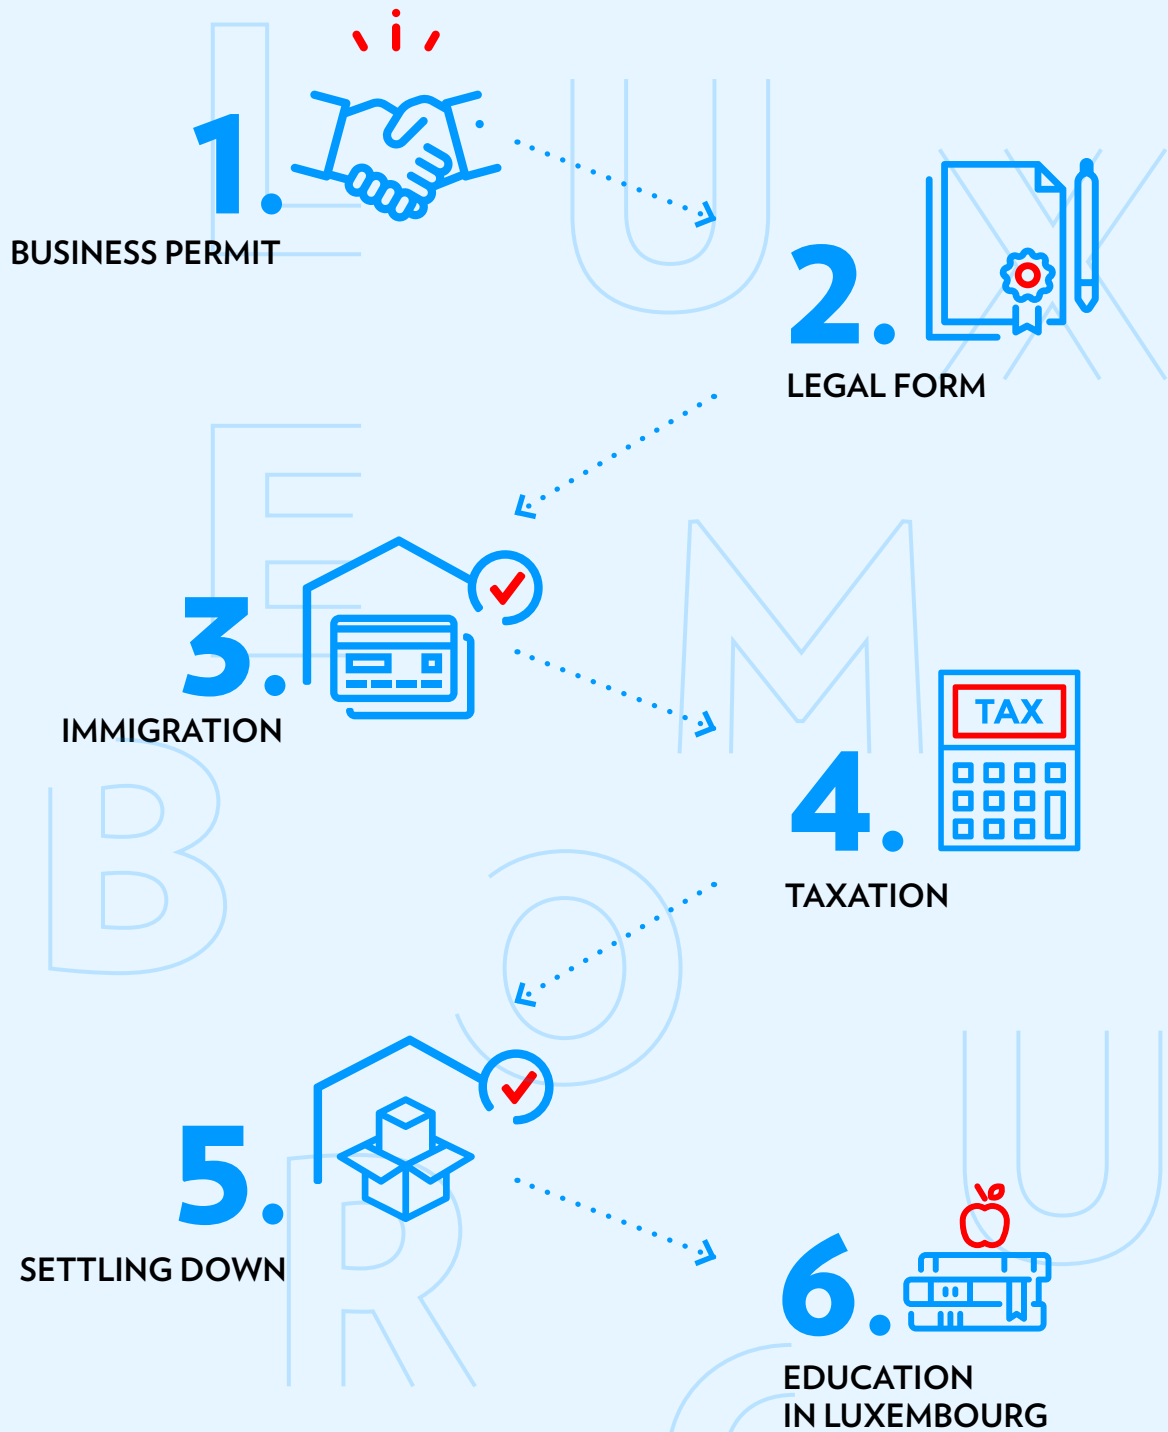 1.
BUSINESS PERMIT
2.
LEGAL FORM
3.
IMMIGRATION
TAX
4.
TAXATION
5.
SETTLING DOWN
6.
EDUCATION
IN LUXEMBOURG
L U X
E M
B O U
R G